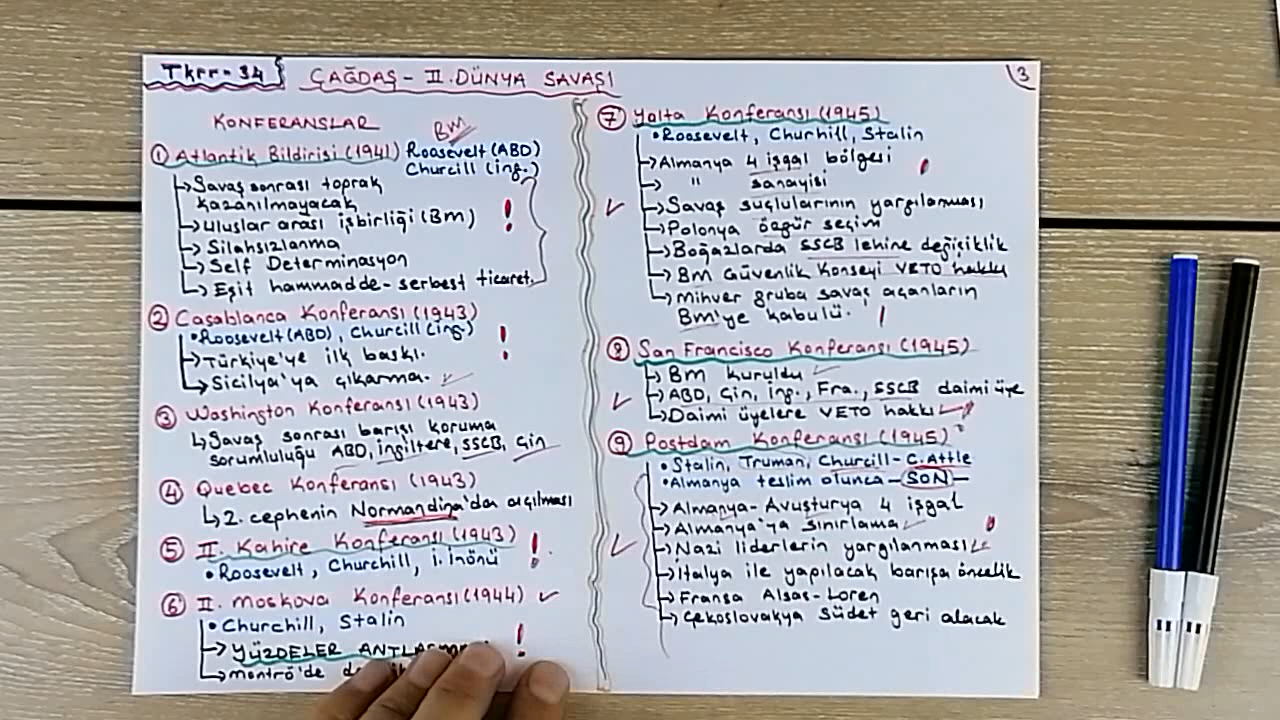 Tkrr-34
ÇAĞDAŞ - II. DÜNYA SAVAŞI
3
KONFERANSLAR
BM
① Atlantik Bildirisi (1941) Roosevelt (ABD)
Churcill (ing.)
Savaş sonrası toprak
kazanılmayacak
Uluslar arası işbirliği (BM)
Silahsızlanma
Self Determinasyon
Eşit hammadde - serbest ticaret.
② Casablanca Konferansı (1943)
• Roosevelt (ABD), Churcill (ing.)
Türkiye'ye ilk baskı.
Sicilya'ya çıkarma.
③ Washington Konferansı (1943)
Savaş sonrası barışı koruma
sorumluluğu ABD, ingiltere, SSCB, Çin
④ Quebec Konferansı (1943)
2. cephenin Normandiya'da açılması
⑤ II. Kahire Konferansı (1943)
• Roosevelt, Churchill, i. inönü
⑥ II. Moskova Konferansı (1944)
• Churchill, Stalin
YÜZDELER
Montrö'de
⑦ Yalta Konferansı (1945)
• Roosevelt, Churhill, Stalin
Almanya 4 işgal bölgesi
" sanayisi
Savaş suçlularının yargılanması
Polonya özgür seçim
Boğazlarda SSCB lehine değişiklik
BM Güvenlik Konseyi VETO hakkı
Mihver gruba savaş açanların
BM'ye kabulü.
⑧ San Francisco Konferansı (1945)
BM kuruldu
ABD, Çin, ing., Fra., SSCB daimi üye
Daimi üyelere VETO hakkı
⑨ Postdam Konferansı (1945)
• Stalin, Truman, Churcill - C. Attle
• Almanya teslim olunca - SON -
Almanya - Avusturya 4 işgal
Almanya'ya sınırlama
Nazi liderlerin yargılanması
italya ile yapılacak barışa öncelik
Fransa Alsas - Loren
Çekoslovakya Südet geri alacak